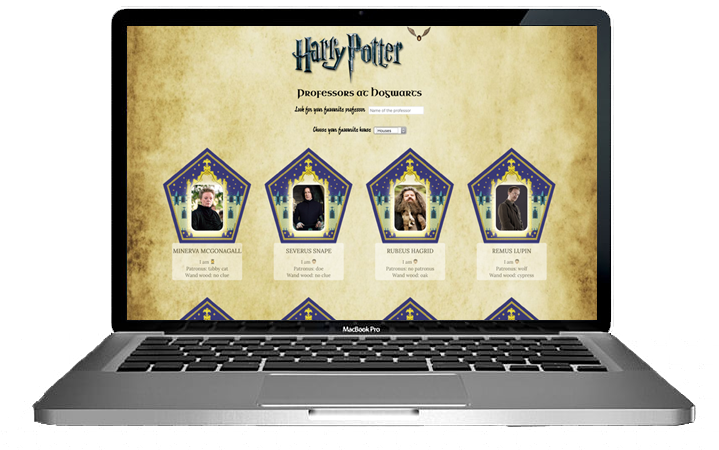 Harry Potter
Professors at Hogwarts
Look for your favourite professor Name of the professor
Choose your favourite house Houses
MINERVA MCGONAGALL
I am
Patronus: tabby cat
Wand wood: no clue
SEVERUS SNAPE
I am
Patronus: doe
Wand wood: no clue
RUBEUS HAGRID
I am
Patronus: no patronus
Wand wood: oak
REMUS LUPIN
I am
Patronus: wolf
Wand wood: cypress
MacBook Pro